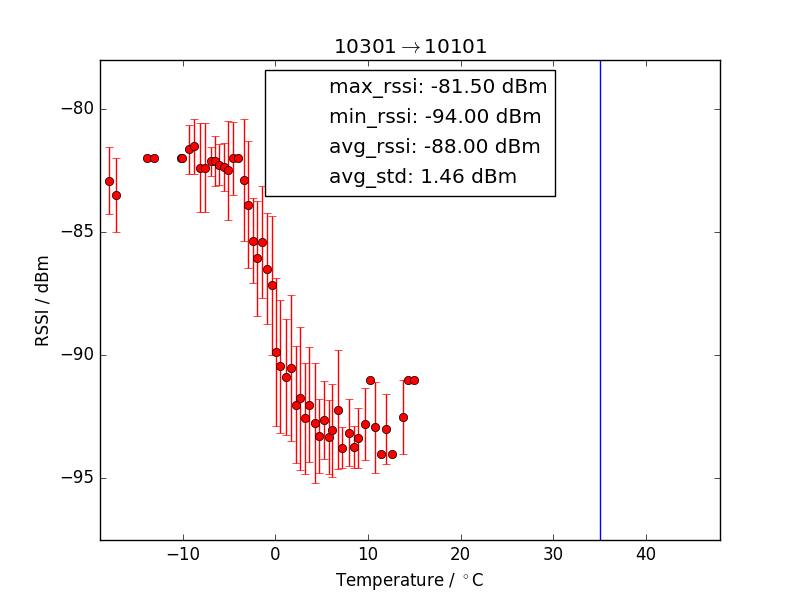 10301→10101
max_rssi: -81.50 dBm
min_rssi: -94.00 dBm
avg_rssi: -88.00 dBm
avg_std: 1.46 dBm
−80
−85
−90
−95
RSSI / dBm
−10 0 10 20 30 40
Temperature / °C